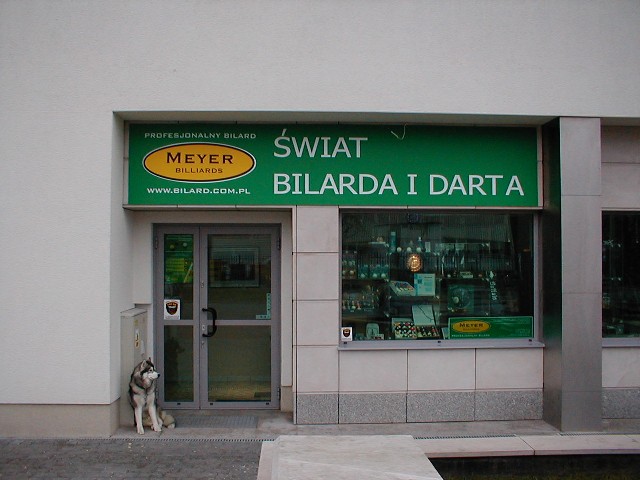 PROFESJONALNY BILARD
MEYER
BILLIARDS
WWW.BILARD.COM.PL
ŚWIAT
BILARDA I DARTA
MEYER